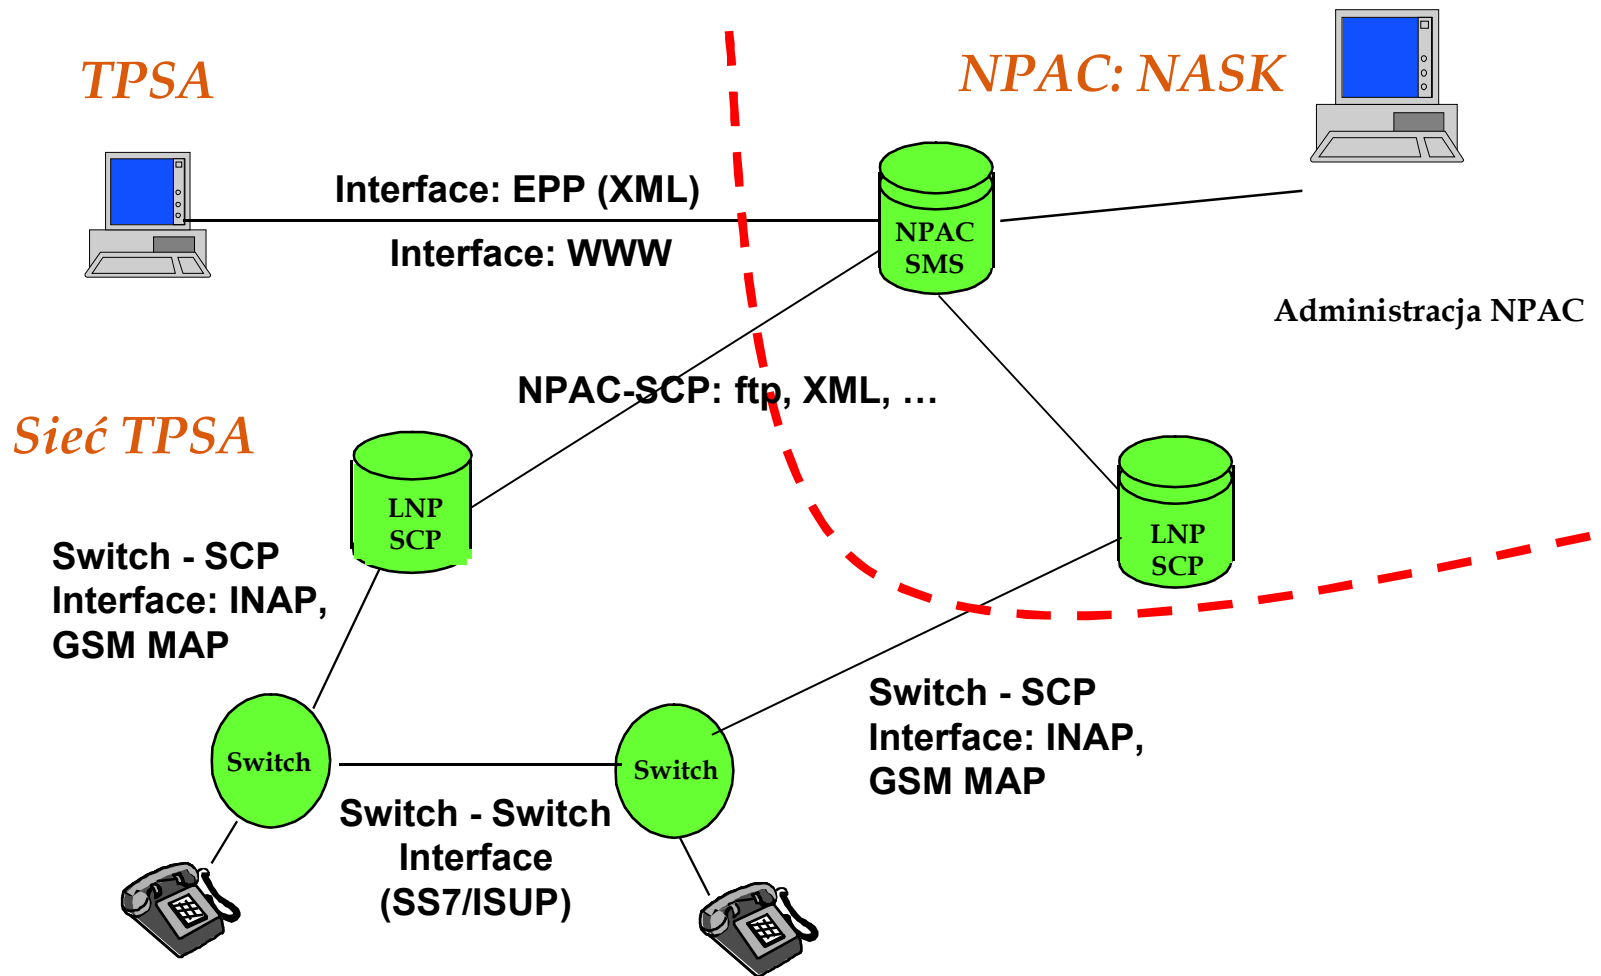 TPSA
NPAC: NASK
Interface: EPP (XML)
Interface: WWW
NPAC
SMS
Administracja NPAC
NPAC-SCP: ftp, XML, …
Sieć TPSA
LNP
SCP
LNP
SCP
Switch - SCP
Interface: INAP,
GSM MAP
Switch - SCP
Interface: INAP,
GSM MAP
Switch
Switch
Switch - Switch
Interface
(SS7/ISUP)